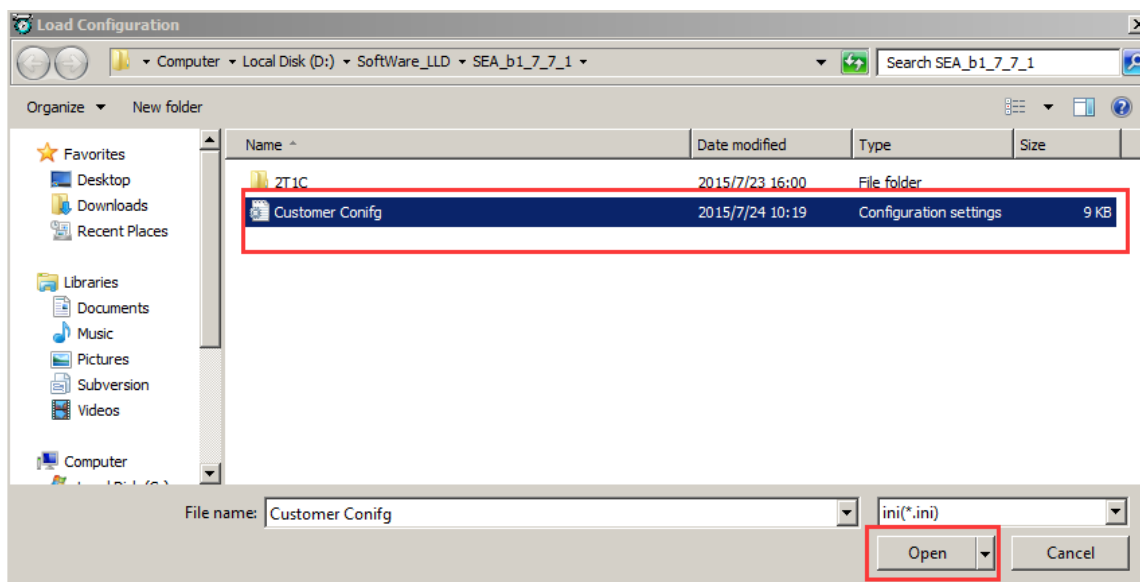 Load Configuration
Computer Local Disk (D:) SoftWare_LLD SEA_b1_7_7_1
Search SEA_b1_7_7_1
Organize New folder
Favorites
Desktop
Downloads
Recent Places
Libraries
Documents
Music
Pictures
Subversion
Videos
Computer
Name Date modified Type Size
2T1C 2015/7/23 16:00 File folder
Customer Conifg 2015/7/24 10:19 Configuration settings 9 KB
File name: Customer Conifg ini(*.ini)
Open Cancel